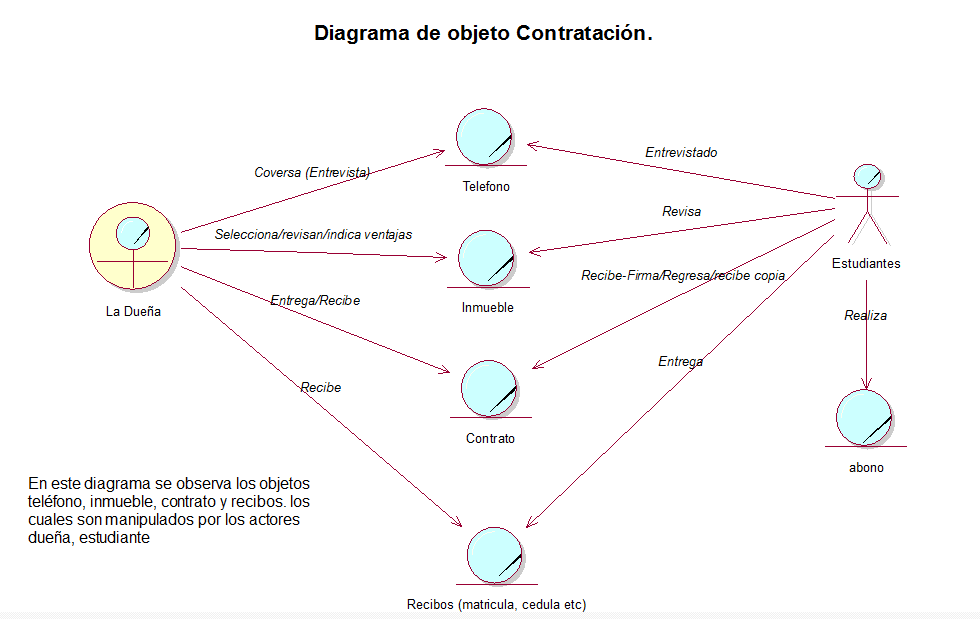 Diagrama de objeto Contratación.
Telefono
Coversa (Entrevista)
Entrevistado
Selecciona/revisan/indica ventajas
Revisa
La Dueña
Inmueble
Estudiantes
Entrega/Recibe
Recibe-Firma/Regresa/recibe copia
Realiza
Recibe
Entrega
Contrato
abono
En este diagrama se observa los objetos
teléfono, inmueble, contrato y recibos. los
cuales son manipulados por los actores
dueña, estudiante
Recibos (matricula, cedula etc)